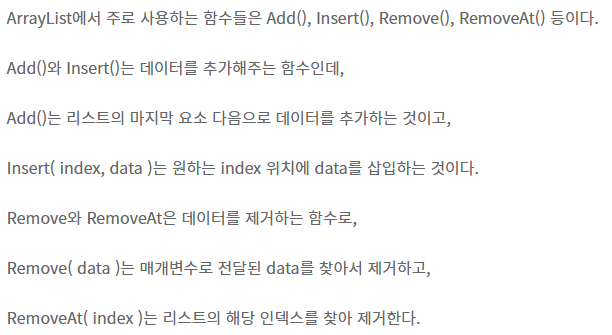 ArrayList에서 주로 사용하는 함수들은 Add(), Insert(), Remove(), RemoveAt() 등이다.
Add()와 Insert()는 데이터를 추가해주는 함수인데,
Add()는 리스트의 마지막 요소 다음으로 데이터를 추가하는 것이고,
Insert( index, data )는 원하는 index 위치에 data를 삽입하는 것이다.
Remove와 RemoveAt은 데이터를 제거하는 함수로,
Remove( data )는 매개변수로 전달된 data를 찾아서 제거하고,
RemoveAt( index )는 리스트의 해당 인덱스를 찾아 제거한다.